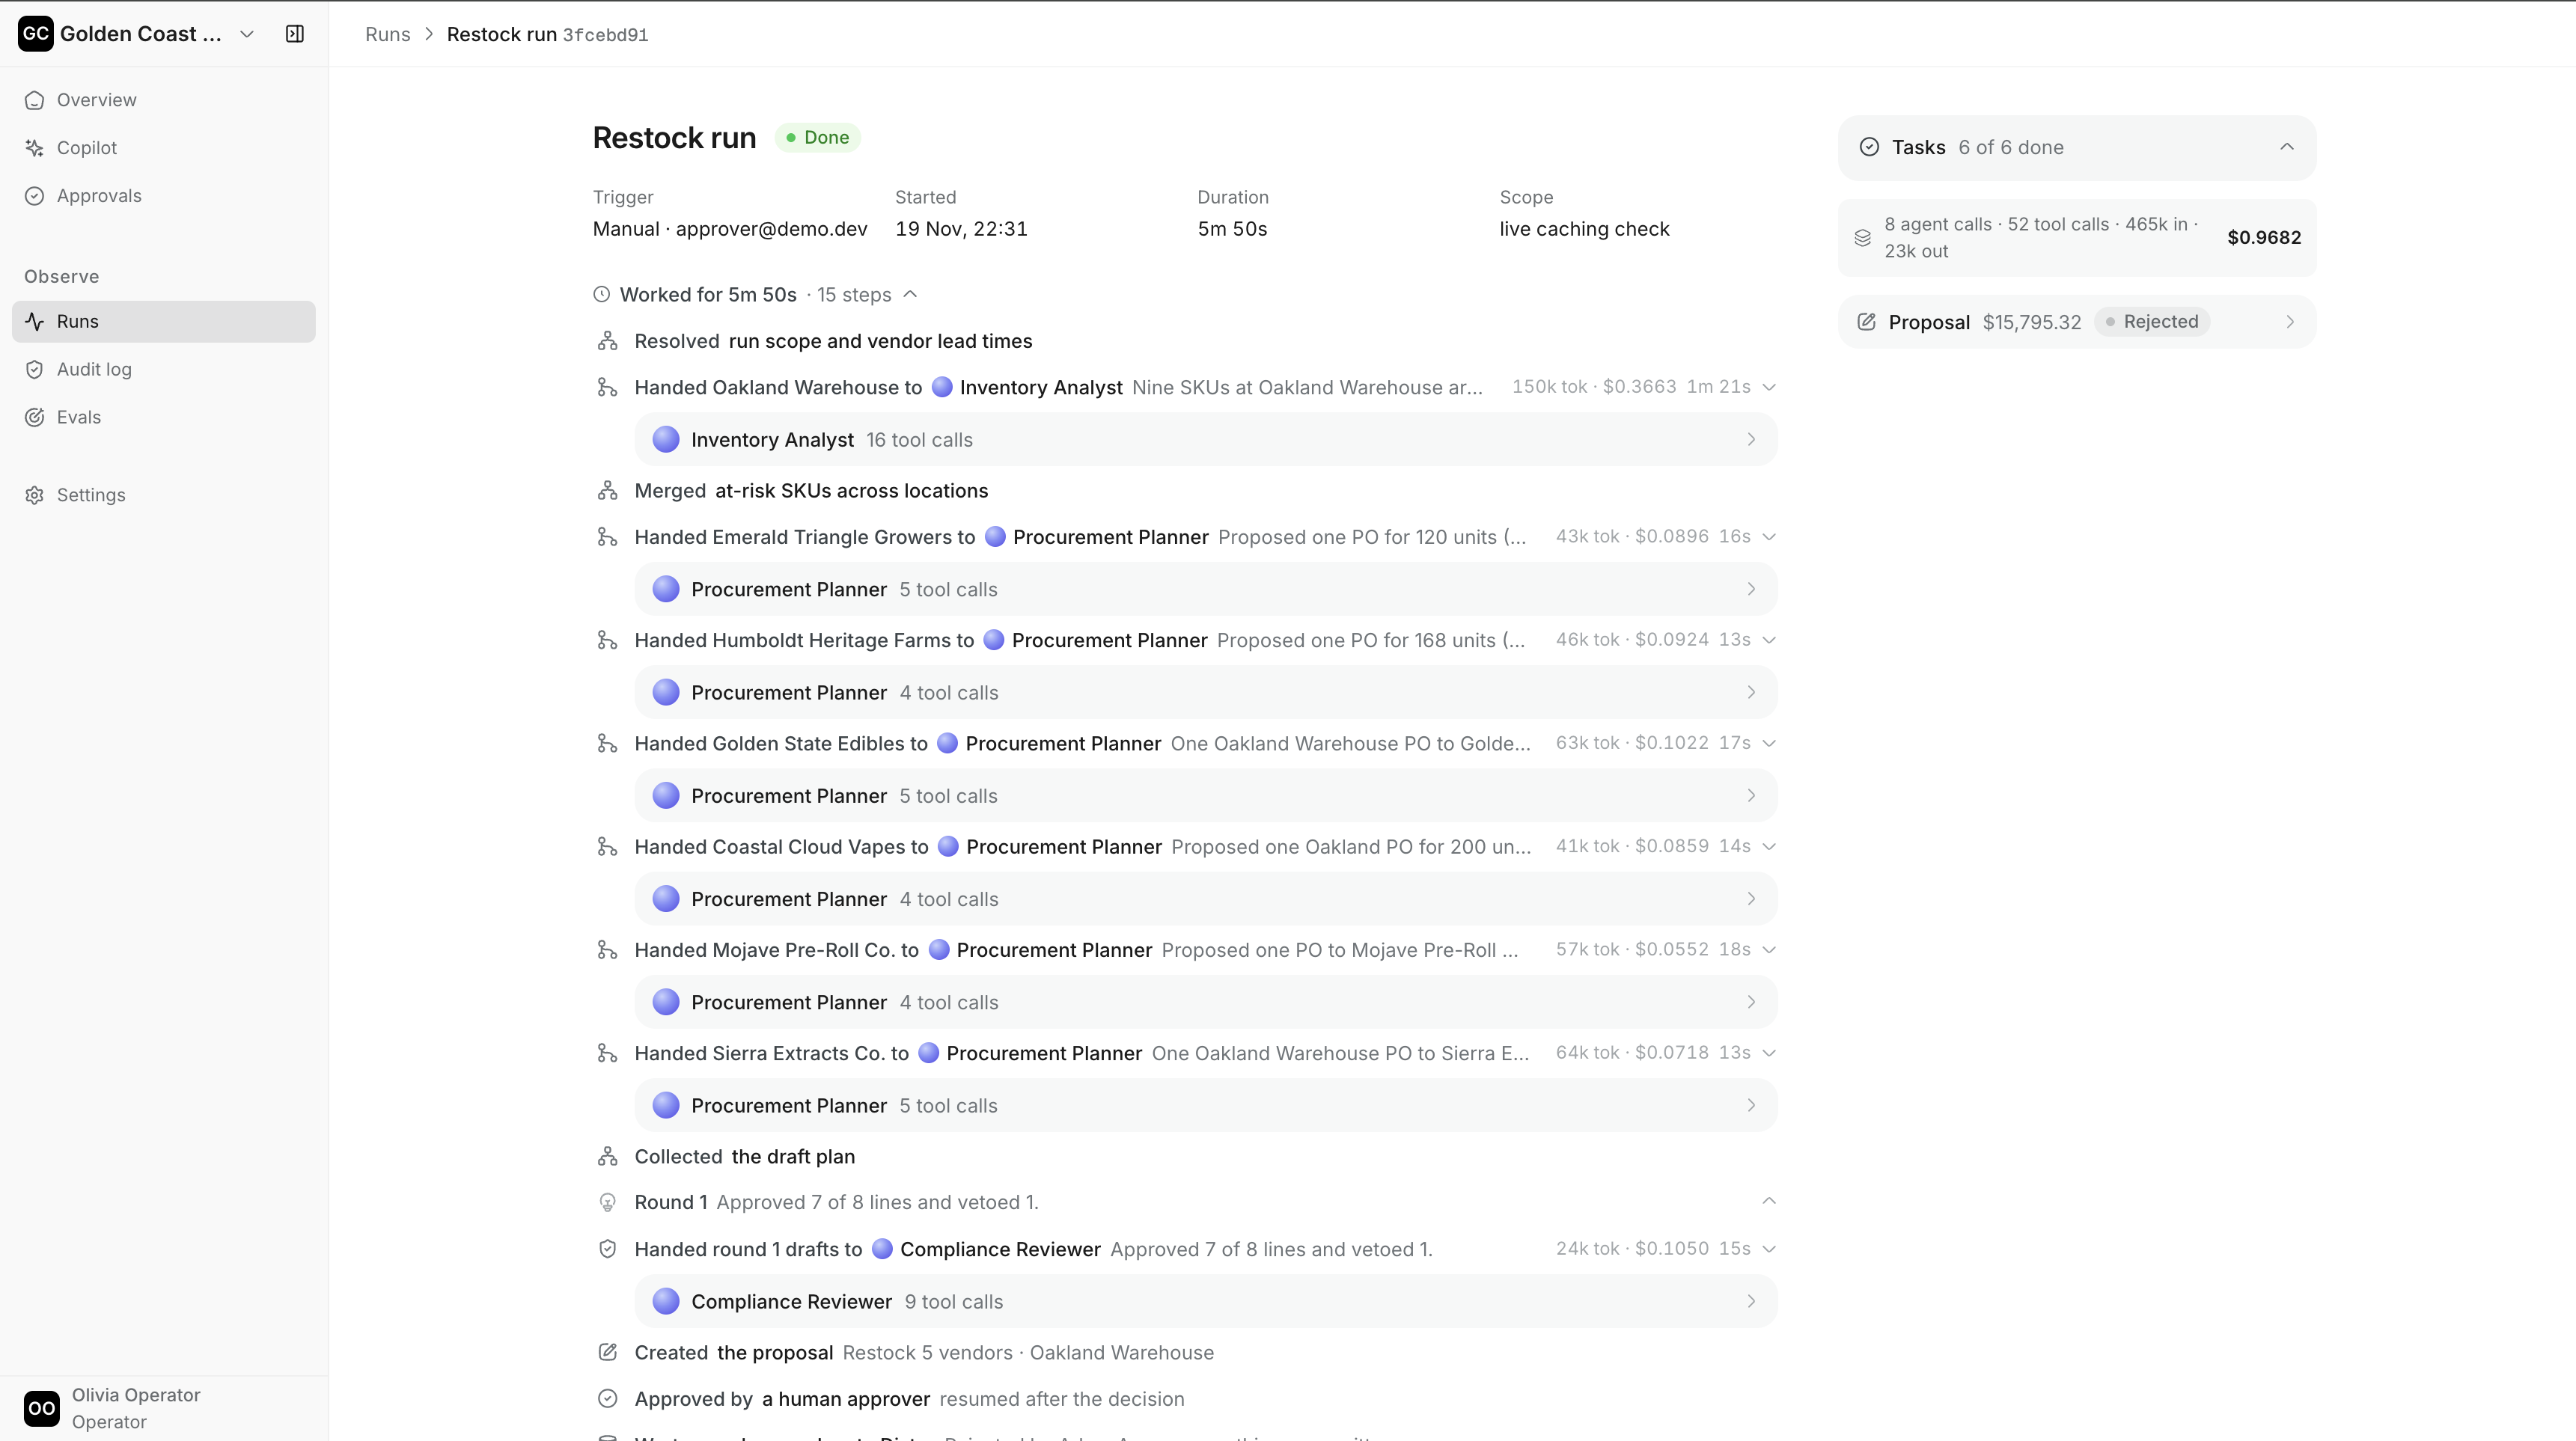 GC Golden Coast ...
Runs > Restock run 3fcebd91
Overview
Copilot
Approvals
Observe
Runs
Audit log
Evals
Settings
OO Olivia Operator
Operator
Restock run Done
Trigger
Manual · approver@demo.dev
Started
19 Nov, 22:31
Duration
5m 50s
Scope
live caching check
Worked for 5m 50s · 15 steps
Resolved run scope and vendor lead times
Handed Oakland Warehouse to Inventory Analyst Nine SKUs at Oakland Warehouse ar... 150k tok · $0.3663 1m 21s
Inventory Analyst 16 tool calls
Merged at-risk SKUs across locations
Handed Emerald Triangle Growers to Procurement Planner Proposed one PO for 120 units (... 43k tok · $0.0896 16s
Procurement Planner 5 tool calls
Handed Humboldt Heritage Farms to Procurement Planner Proposed one PO for 168 units (... 46k tok · $0.0924 13s
Procurement Planner 4 tool calls
Handed Golden State Edibles to Procurement Planner One Oakland Warehouse PO to Golde... 63k tok · $0.1022 17s
Procurement Planner 5 tool calls
Handed Coastal Cloud Vapes to Procurement Planner Proposed one Oakland PO for 200 un... 41k tok · $0.0859 14s
Procurement Planner 4 tool calls
Handed Mojave Pre-Roll Co. to Procurement Planner Proposed one PO to Mojave Pre-Roll ... 57k tok · $0.0552 18s
Procurement Planner 4 tool calls
Handed Sierra Extracts Co. to Procurement Planner One Oakland Warehouse PO to Sierra E... 64k tok · $0.0718 13s
Procurement Planner 5 tool calls
Collected the draft plan
Round 1 Approved 7 of 8 lines and vetoed 1.
Handed round 1 drafts to Compliance Reviewer Approved 7 of 8 lines and vetoed 1. 24k tok · $0.1050 15s
Compliance Reviewer 9 tool calls
Created the proposal Restock 5 vendors · Oakland Warehouse
Approved by a human approver resumed after the decision
Tasks 6 of 6 done
8 agent calls · 52 tool calls · 465k in ·
23k out
$0.9682
Proposal $15,795.32 Rejected